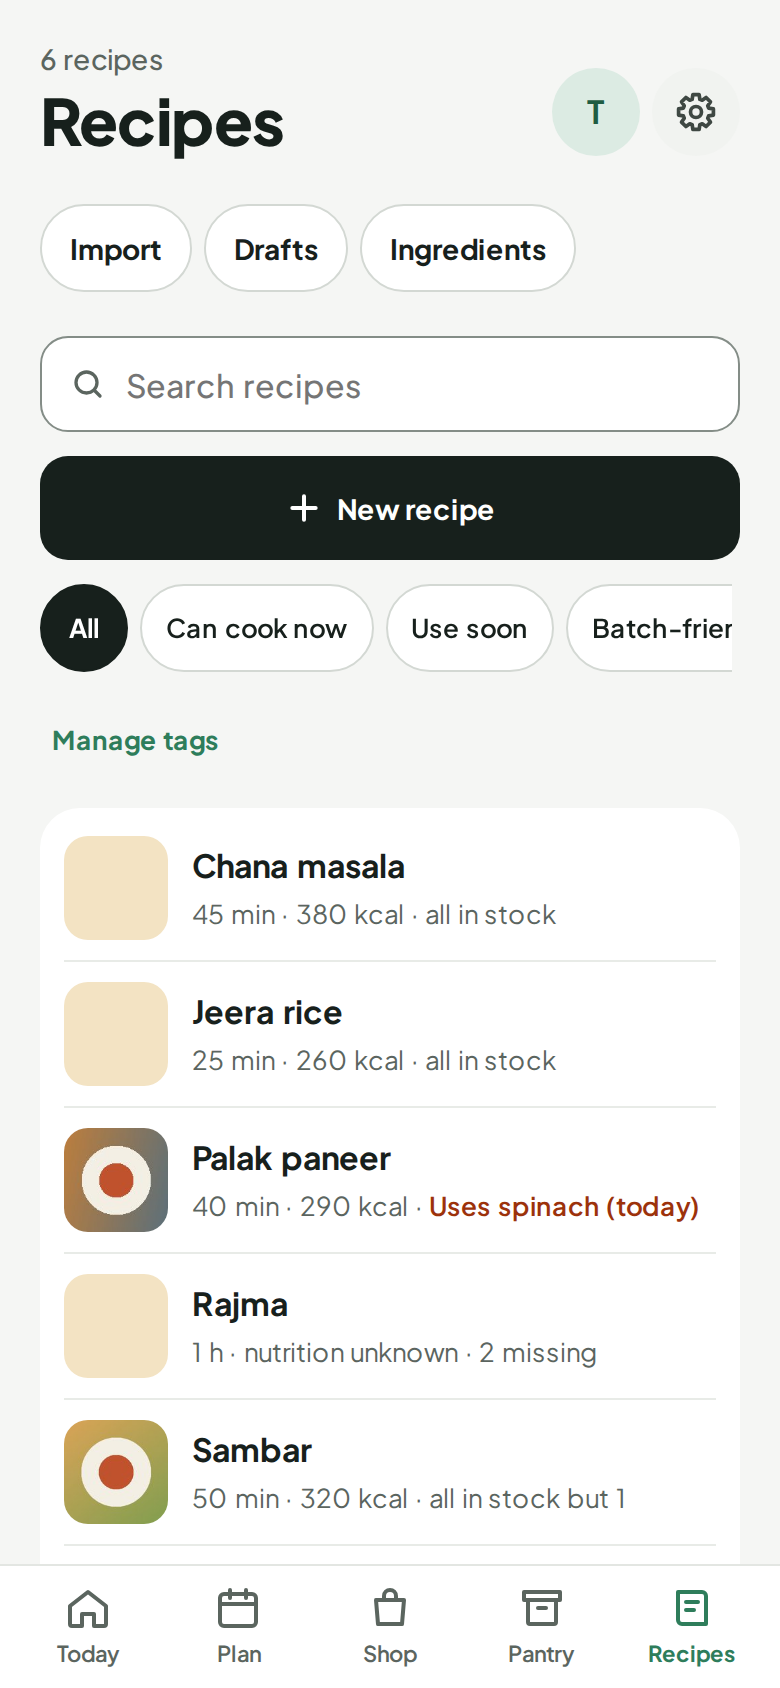 6 recipes
Recipes
T
Import
Drafts
Ingredients
Search recipes
New recipe
All
Can cook now
Use soon
Batch-frien
Manage tags
Chana masala
45 min · 380 kcal · all in stock
Jeera rice
25 min · 260 kcal · all in stock
Palak paneer
40 min · 290 kcal · Uses spinach (today)
Rajma
1 h · nutrition unknown · 2 missing
Sambar
50 min · 320 kcal · all in stock but 1
Today
Plan
Shop
Pantry
Recipes